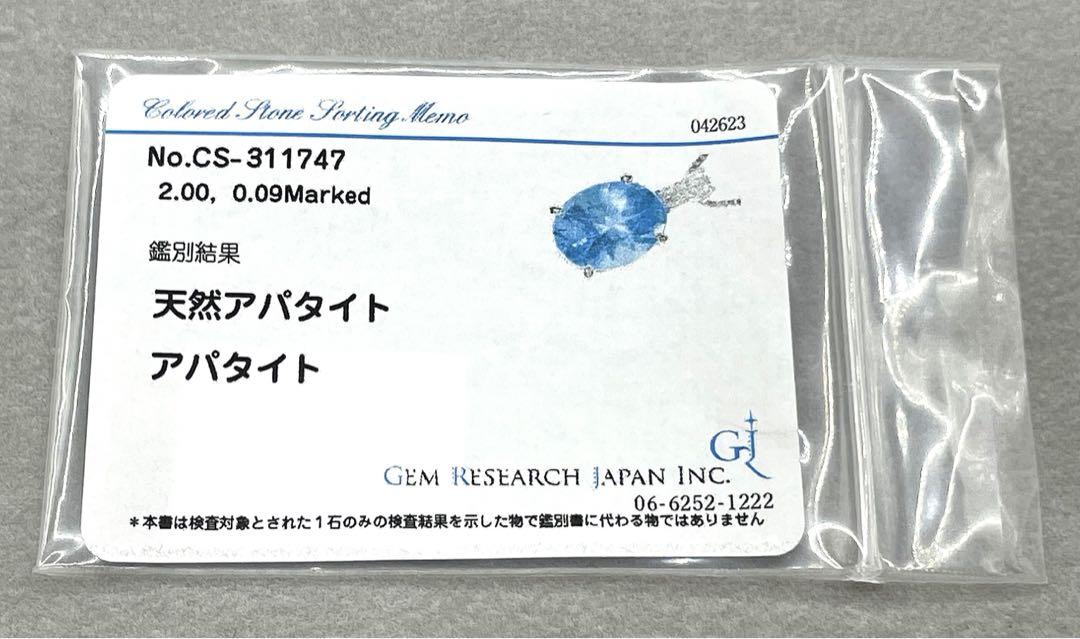 Colored Stone Sorting Memo
042623
No.CS-311747
2.00, 0.09Marked
鑑別結果
天然アパタイト
アパタイト
GJ
GEM RESEARCH JAPAN INC.
06-6252-1222
*本書は検査対象とされた1石のみの検査結果を示した物で鑑別書に代わる物ではありません